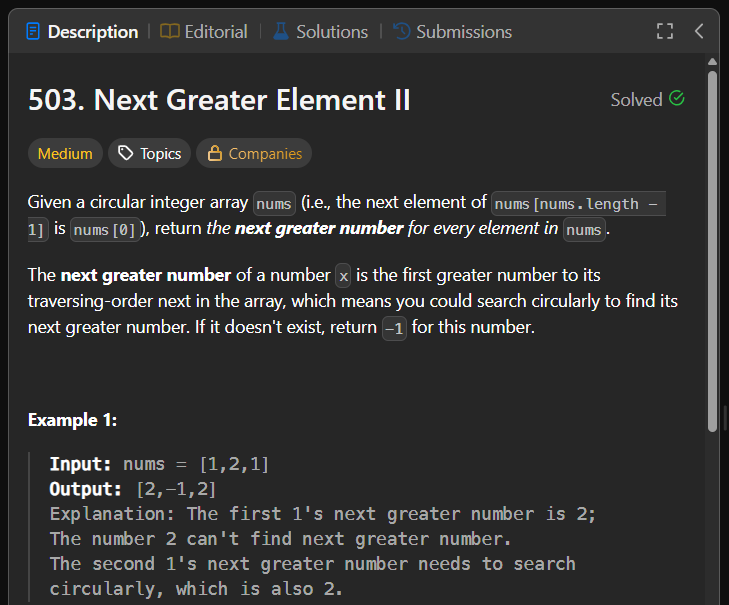 Description | Editorial | Solutions | Submissions
503. Next Greater Element II
Solved
Medium Topics Companies
Given a circular integer array nums (i.e., the next element of nums[nums.length -
1] is nums[0]), return the next greater number for every element in nums.
The next greater number of a number x is the first greater number to its
traversing-order next in the array, which means you could search circularly to find its
next greater number. If it doesn't exist, return -1 for this number.
Example 1:
Input: nums = [1,2,1]
Output: [2,-1,2]
Explanation: The first 1's next greater number is 2;
The number 2 can't find next greater number.
The second 1's next greater number needs to search
circularly, which is also 2.